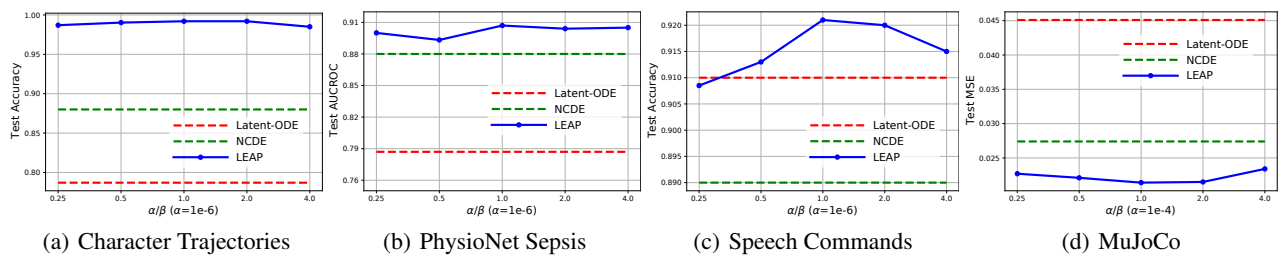 Test Accuracy
1.00
0.95
0.90
0.85
0.80
Latent-ODE
NCDE
LEAP
0.25 0.5 1.0 2.0 4.0
α/β (α=1e-6)
(a) Character Trajectories
Test AUCROC
0.91
0.88
0.85
0.82
0.79
0.76
Latent-ODE
NCDE
LEAP
0.25 0.5 1.0 2.0 4.0
α/β (α=1e-6)
(b) PhysioNet Sepsis
Test Accuracy
0.920
0.915
0.910
0.905
0.900
0.895
0.890
Latent-ODE
NCDE
LEAP
0.25 0.5 1.0 2.0 4.0
α/β (α=1e-6)
(c) Speech Commands
Test MSE
0.045
0.040
0.035
0.030
0.025
Latent-ODE
NCDE
LEAP
0.25 0.5 1.0 2.0 4.0
α/β (α=1e-4)
(d) MuJoCo